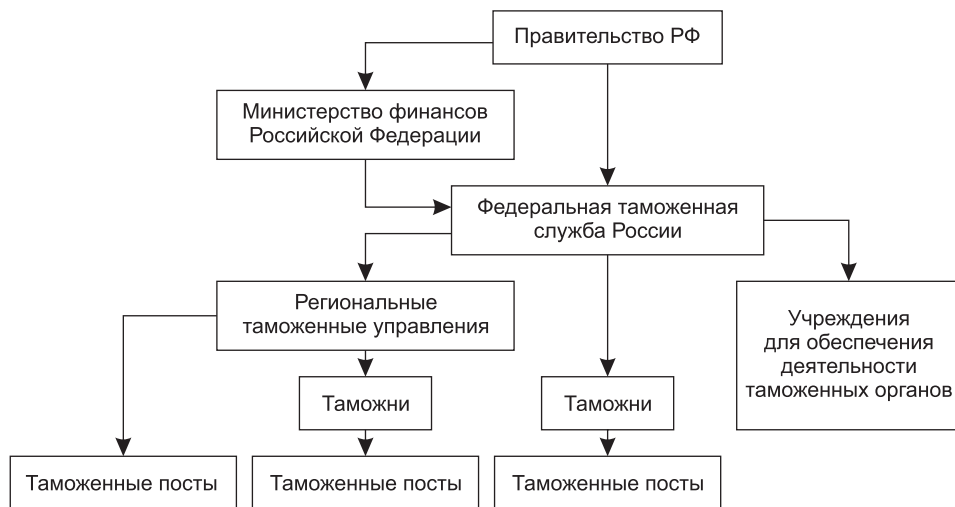 Правительство РФ
Министерство финансов
Российской Федерации
Федеральная таможенная
служба России
Региональные
таможенные управления
Учреждения
для обеспечения
деятельности
таможенных органов
Таможни
Таможни
Таможенные посты
Таможенные посты
Таможенные посты